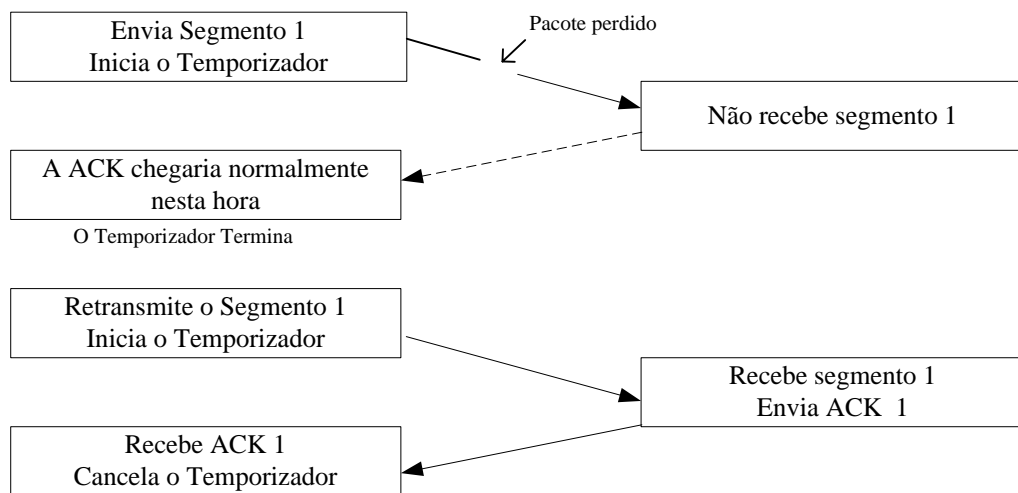 Envia Segmento 1
Inicia o Temporizador
Pacote perdido
Não recebe segmento 1
A ACK chegaria normalmente
nesta hora
O Temporizador Termina
Retransmite o Segmento 1
Inicia o Temporizador
Recebe segmento 1
Envia ACK 1
Recebe ACK 1
Cancela o Temporizador